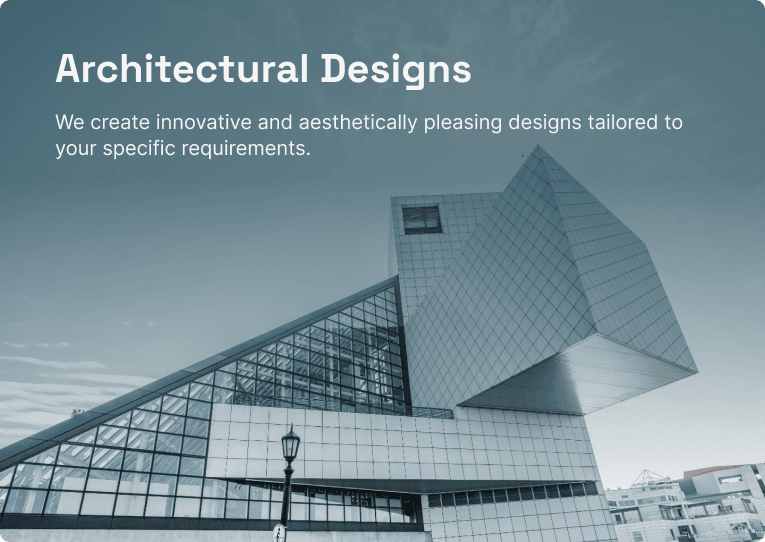 Architectural Designs
We create innovative and aesthetically pleasing designs tailored to
your specific requirements.